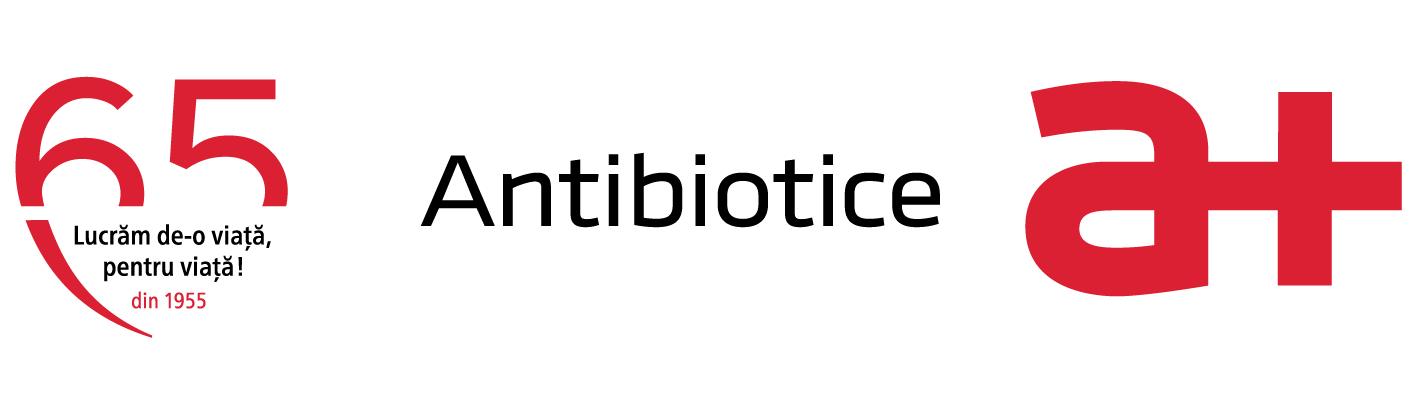 65
Lucrăm de-o viață,
pentru viață!
din 1955
Antibiotice
a+